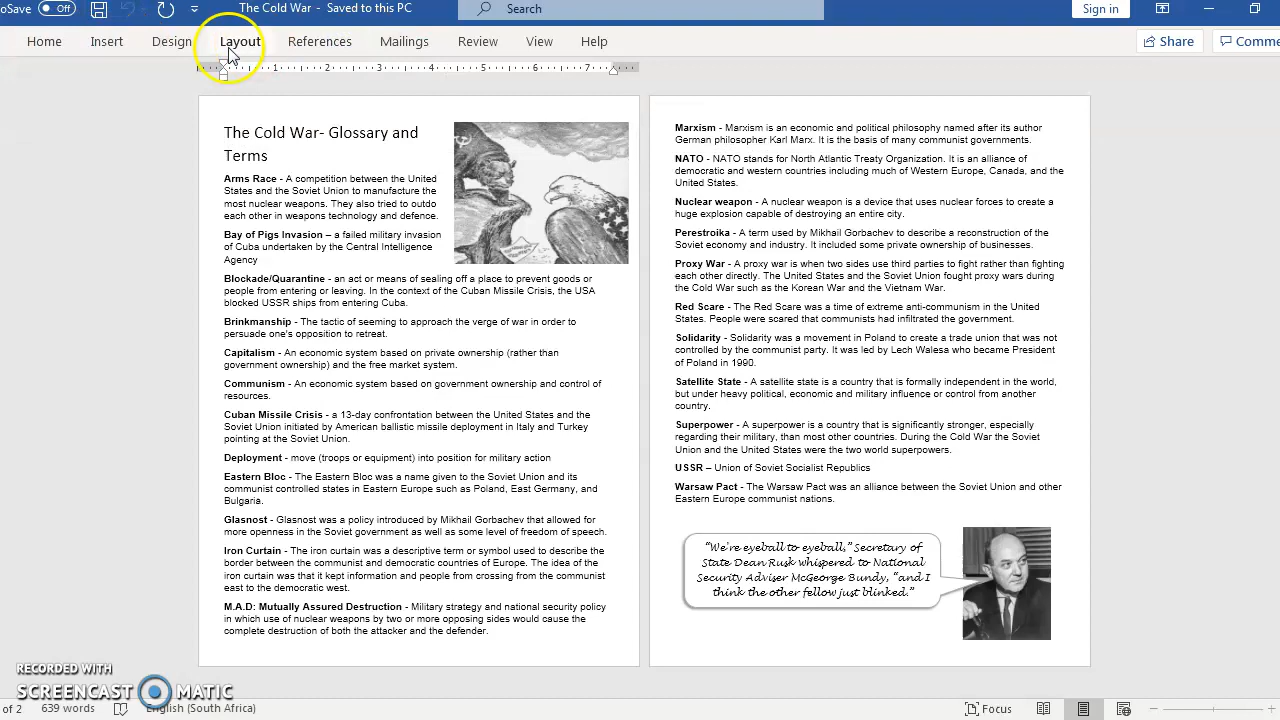 oSave Off The Cold War - Saved to this PC Search Sign in
Home Insert Design Layout References Mailings Review View Help Share Comme
1 2 3 4 5 6 7
The Cold War- Glossary and
Terms
Arms Race - A competition between the United
States and the Soviet Union to manufacture the
most nuclear weapons. They also tried to outdo
each other in weapons technology and defence.
Bay of Pigs Invasion – a failed military invasion
of Cuba undertaken by the Central Intelligence
Agency
Blockade/Quarantine - an act or means of sealing off a place to prevent goods or
people from entering or leaving. In the context of the Cuban Missile Crisis, the USA
blocked USSR ships from entering Cuba.
Brinkmanship - The tactic of seeming to approach the verge of war in order to
persuade one's opposition to retreat.
Capitalism - An economic system based on private ownership (rather than
government ownership) and the free market system.
Communism - An economic system based on government ownership and control of
resources.
Cuban Missile Crisis - a 13-day confrontation between the United States and the
Soviet Union initiated by American ballistic missile deployment in Italy and Turkey
pointing at the Soviet Union.
Deployment - move (troops or equipment) into position for military action
Eastern Bloc - The Eastern Bloc was a name given to the Soviet Union and its
communist controlled states in Eastern Europe such as Poland, East Germany, and
Bulgaria.
Glasnost - Glasnost was a policy introduced by Mikhail Gorbachev that allowed for
more openness in the Soviet government as well as some level of freedom of speech.
Iron Curtain - The iron curtain was a descriptive term or symbol used to describe the
border between the communist and democratic countries of Europe. The idea of the
iron curtain was that it kept information and people from crossing from the communist
east to the democratic west.
M.A.D: Mutually Assured Destruction - Military strategy and national security policy
in which use of nuclear weapons by two or more opposing sides would cause the
complete destruction of both the attacker and the defender.
Marxism - Marxism is an economic and political philosophy named after its author
German philosopher Karl Marx. It is the basis of many communist governments.
NATO - NATO stands for North Atlantic Treaty Organization. It is an alliance of
democratic and western countries including much of Western Europe, Canada, and the
United States.
Nuclear weapon - A nuclear weapon is a device that uses nuclear forces to create a
huge explosion capable of destroying an entire city.
Perestroika - A term used by Mikhail Gorbachev to describe a reconstruction of the
Soviet economy and industry. It included some private ownership of businesses.
Proxy War - A proxy war is when two sides use third parties to fight rather than fighting
each other directly. The United States and the Soviet Union fought proxy wars during
the Cold War such as the Korean War and the Vietnam War.
Red Scare - The Red Scare was a time of extreme anti-communism in the United
States. People were scared that communists had infiltrated the government.
Solidarity - Solidarity was a movement in Poland to create a trade union that was not
controlled by the communist party. It was led by Lech Walesa who became President
of Poland in 1990.
Satellite State - A satellite state is a country that is formally independent in the world,
but under heavy political, economic and military influence or control from another
country.
Superpower - A superpower is a country that is significantly stronger, especially
regarding their military, than most other countries. During the Cold War the Soviet
Union and the United States were the two world superpowers.
USSR – Union of Soviet Socialist Republics
Warsaw Pact - The Warsaw Pact was an alliance between the Soviet Union and other
Eastern Europe communist nations.
"We're eyeball to eyeball," Secretary of
State Dean Rusk whispered to National
Security Adviser McGeorge Bundy, "and I
think the other fellow just blinked."
RECORDED WITH
SCREENCAST MATIC
of 2 639 words English (South Africa) Focus